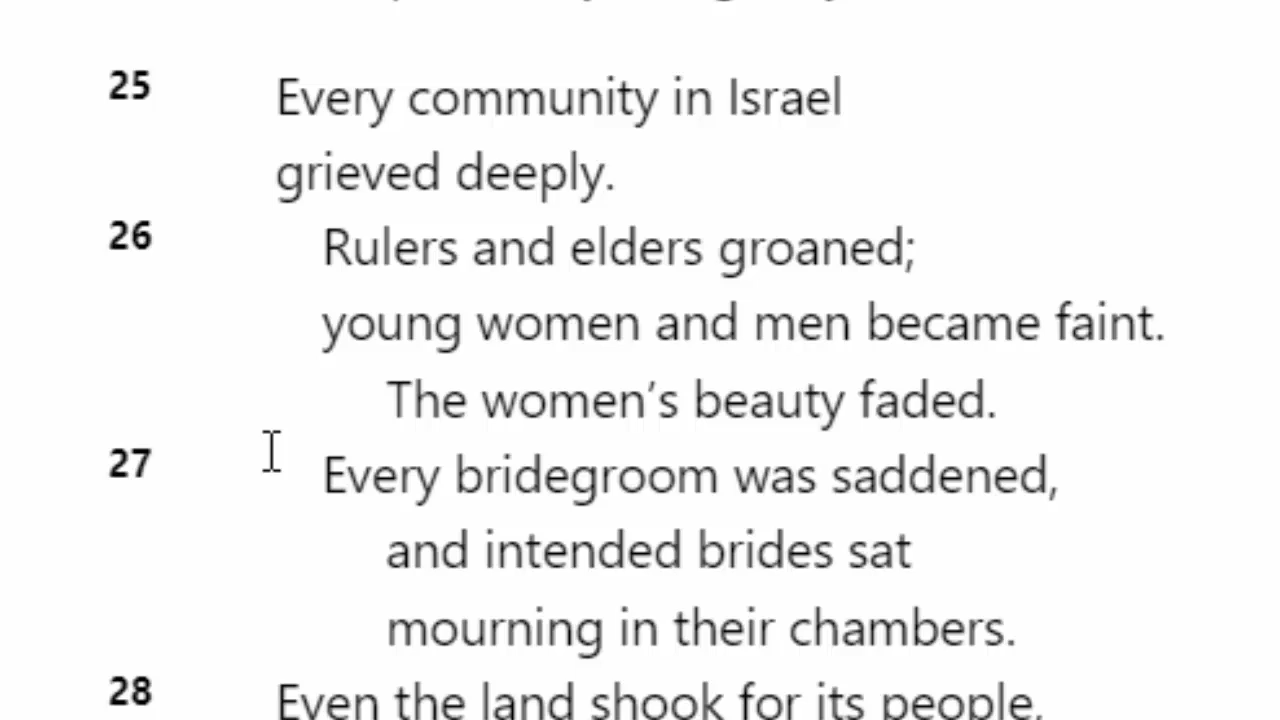 25 Every community in Israel
grieved deeply.
26 Rulers and elders groaned;
young women and men became faint.
The women’s beauty faded.
27 Every bridegroom was saddened,
and intended brides sat
mourning in their chambers.
28 Even the land shook for its people,